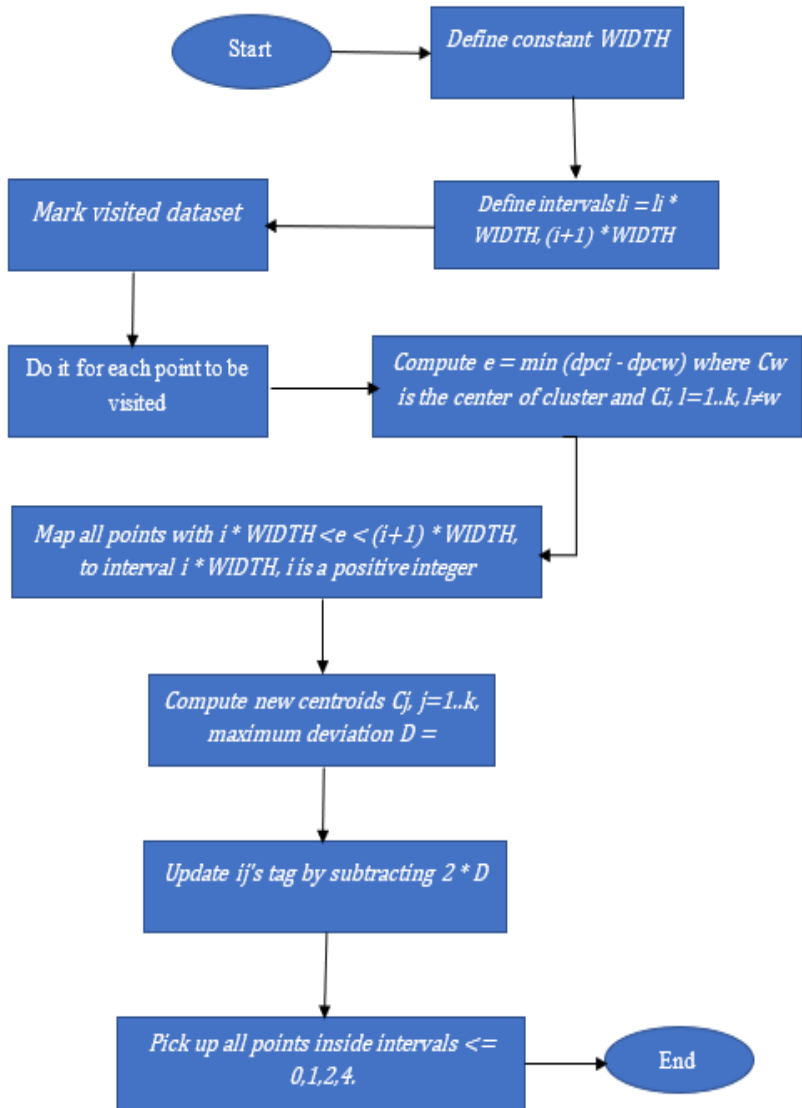 Start
Define constant WIDTH
Define intervals li = li *
WIDTH, (i+1) * WIDTH
Mark visited dataset
Do it for each point to be
visited
Compute e = min (dpci - dpcw) where Cw
is the center of cluster and Ci, l=1..k, l≠w
Map all points with i * WIDTH <e < (i+1) * WIDTH,
to interval i * WIDTH, i is a positive integer
Compute new centroids Cj, j=1..k,
maximum deviation D =
Update ij's tag by subtracting 2 * D
Pick up all points inside intervals <=
0,1,2,4.
End